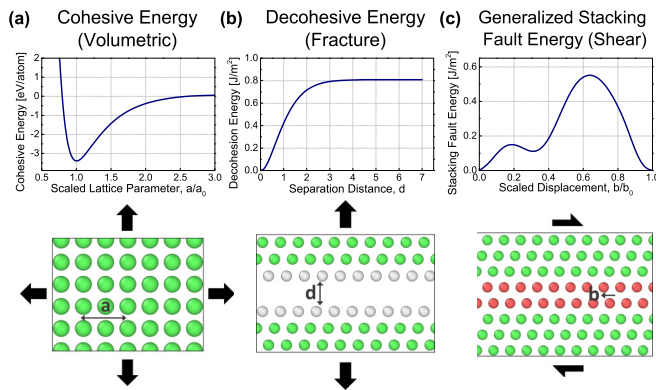 (a) Cohesive Energy
(Volumetric)
Cohesive Energy [eV/atom]
2
1
0
-1
-2
-3
0.5 1.0 1.5 2.0 2.5 3.0
Scaled Lattice Parameter, a/a0
a
(b) Decohesive Energy
(Fracture)
Decohesion Energy [J/m²]
1.0
0.8
0.6
0.4
0.2
0.0
0 1 2 3 4 5 6 7
Separation Distance, d
d
(c) Generalized Stacking
Fault Energy (Shear)
Stacking Fault Energy [J/m²]
0.6
0.4
0.2
0.0
0.0 0.2 0.4 0.6 0.8 1.0
Scaled Displacement, b/b0
b